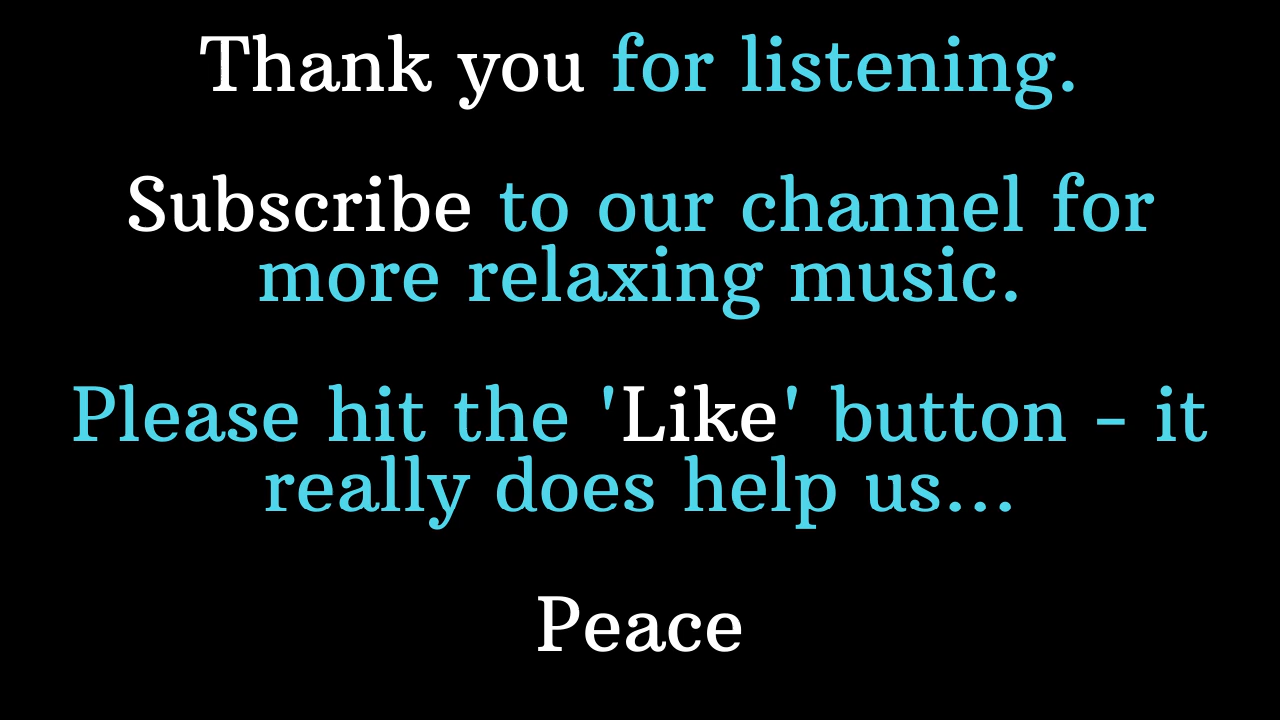 Thank you for listening.
Subscribe to our channel for
more relaxing music.
Please hit the 'Like' button - it
really does help us...
Peace